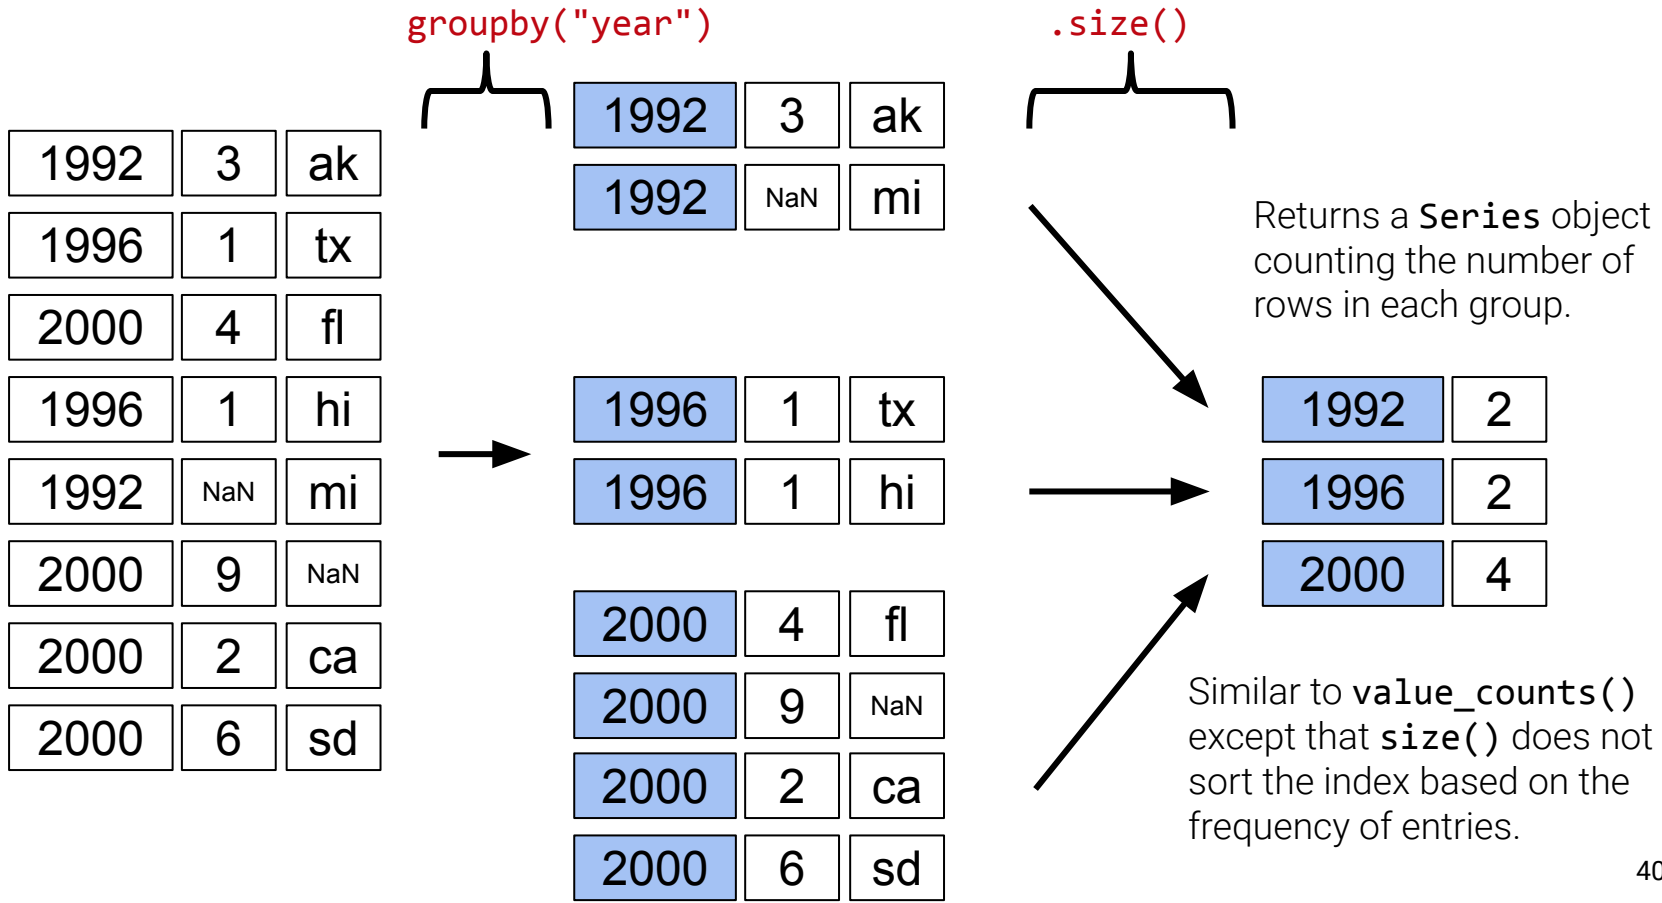 groupby("year")
.size()
1992 3 ak
1996 1 tx
2000 4 fl
1996 1 hi
1992 NaN mi
2000 9 NaN
2000 2 ca
2000 6 sd
1992 3 ak
1992 NaN mi
1996 1 tx
1996 1 hi
2000 4 fl
2000 9 NaN
2000 2 ca
2000 6 sd
Returns a Series object
counting the number of
rows in each group.
1992 2
1996 2
2000 4
Similar to value_counts()
except that size() does not
sort the index based on the
frequency of entries.
40